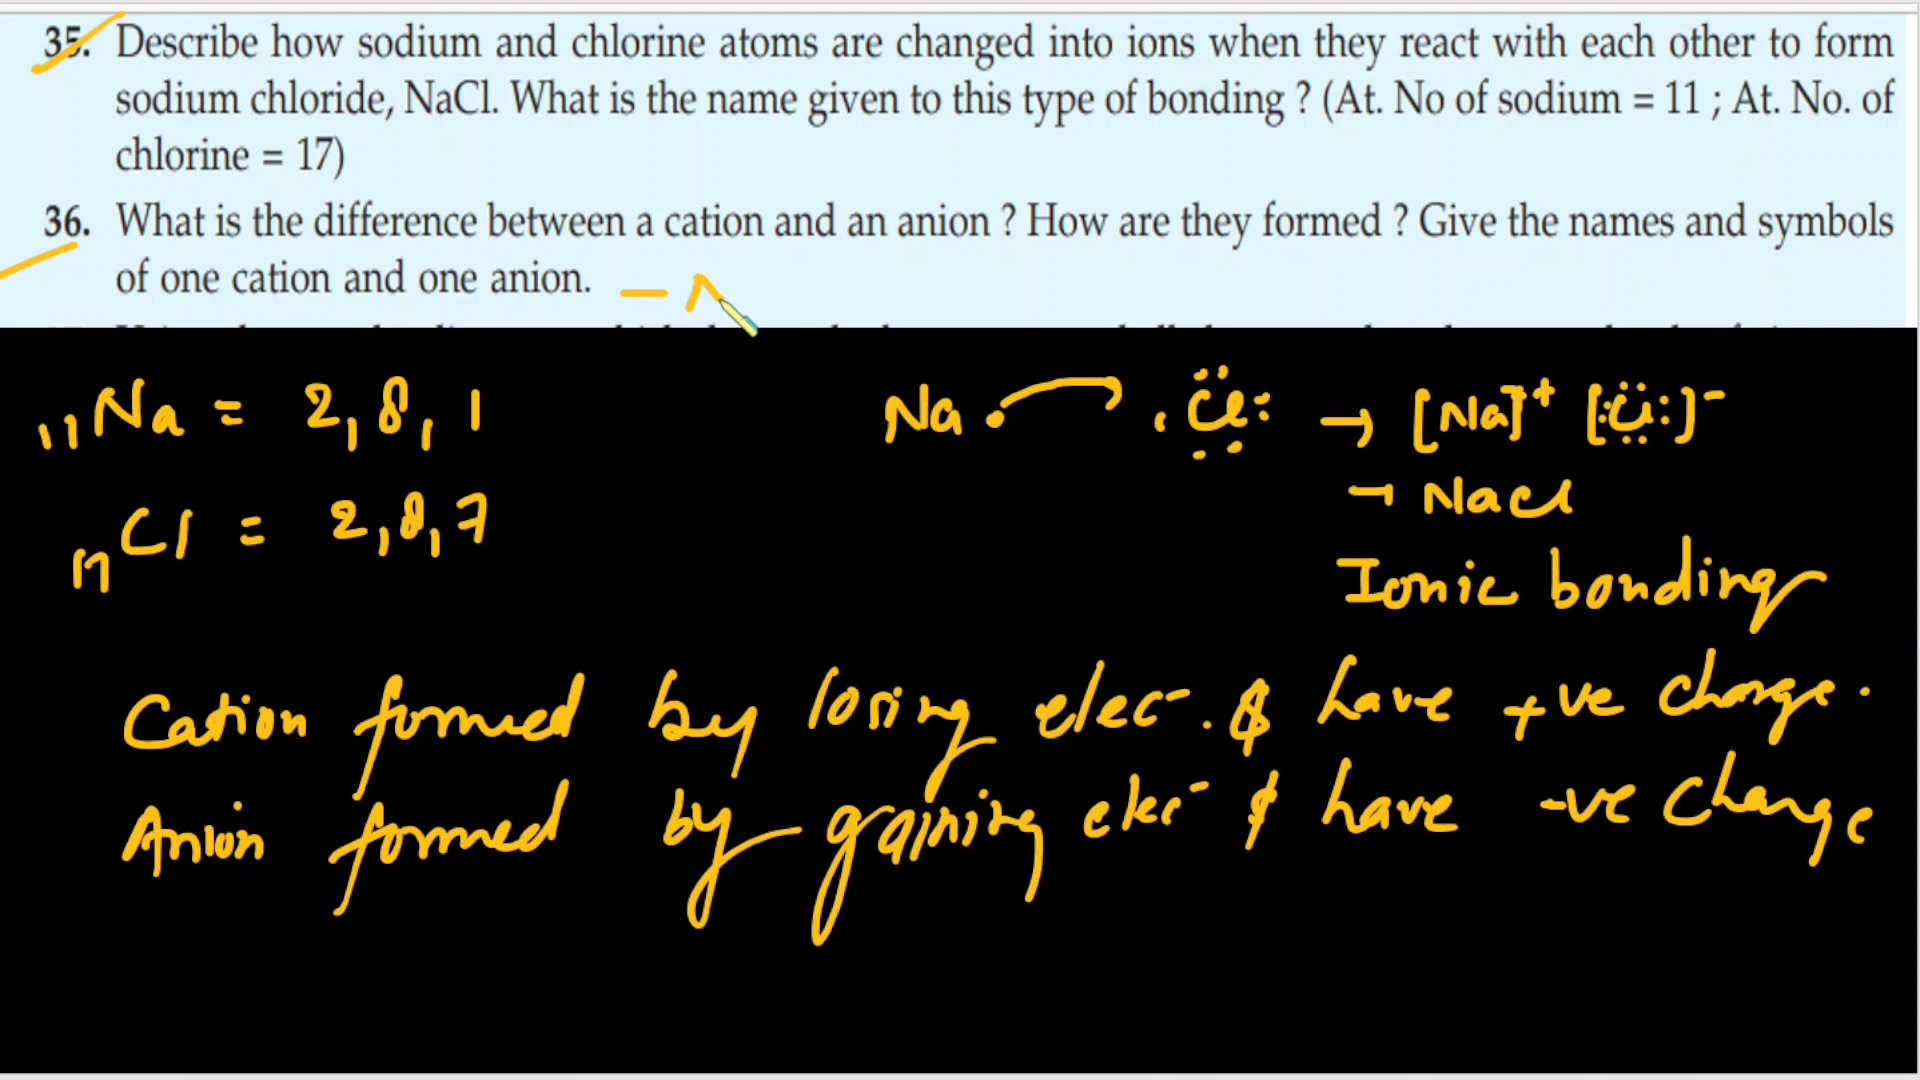 35. Describe how sodium and chlorine atoms are changed into ions when they react with each other to form
sodium chloride, NaCl. What is the name given to this type of bonding ? (At. No of sodium = 11 ; At. No. of
chlorine = 17)
36. What is the difference between a cation and an anion ? How are they formed ? Give the names and symbols
of one cation and one anion.
11Na = 2, 8, 1
Na . .Cl: → [Na]+ [:Cl:]-
→ NaCl
17Cl = 2, 8, 7
Ionic bonding
Cation formed by losing elec-. & have +ve charge.
Anion formed by gaining elec- & have -ve charge